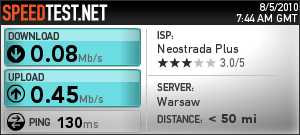 SPEEDTEST.NET
8/5/2010
7:44 AM GMT
DOWNLOAD
0.08 Mb/s
UPLOAD
0.45 Mb/s
PING 130 ms
ISP:
Neostrada Plus
3.0/5
SERVER:
Warsaw
DISTANCE: < 50 mi